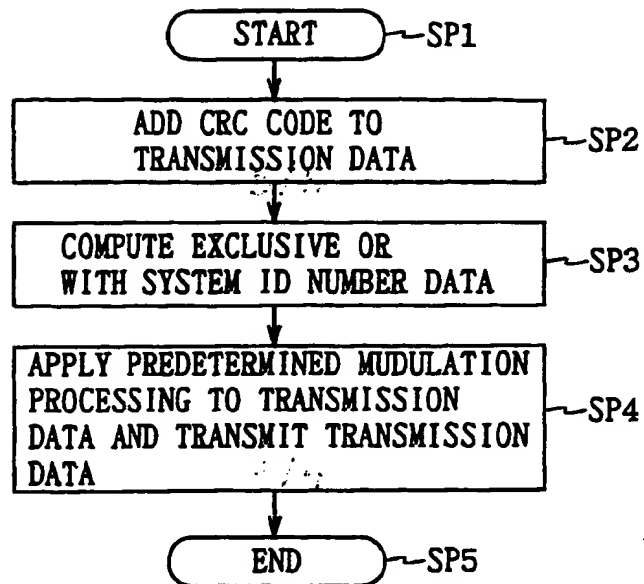 START
SP1
ADD CRC CODE TO
TRANSMISSION DATA
SP2
COMPUTE EXCLUSIVE OR
WITH SYSTEM ID NUMBER DATA
SP3
APPLY PREDETERMINED MUDULATION
PROCESSING TO TRANSMISSION
DATA AND TRANSMIT TRANSMISSION
DATA
SP4
END
SP5